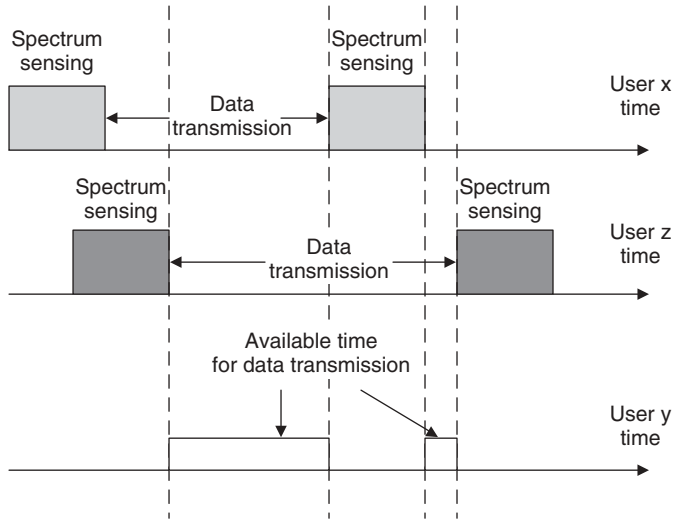 Spectrum
sensing
Spectrum
sensing
User x
time
Data
transmission
Spectrum
sensing
Spectrum
sensing
User z
time
Data
transmission
Available time
for data transmission
User y
time